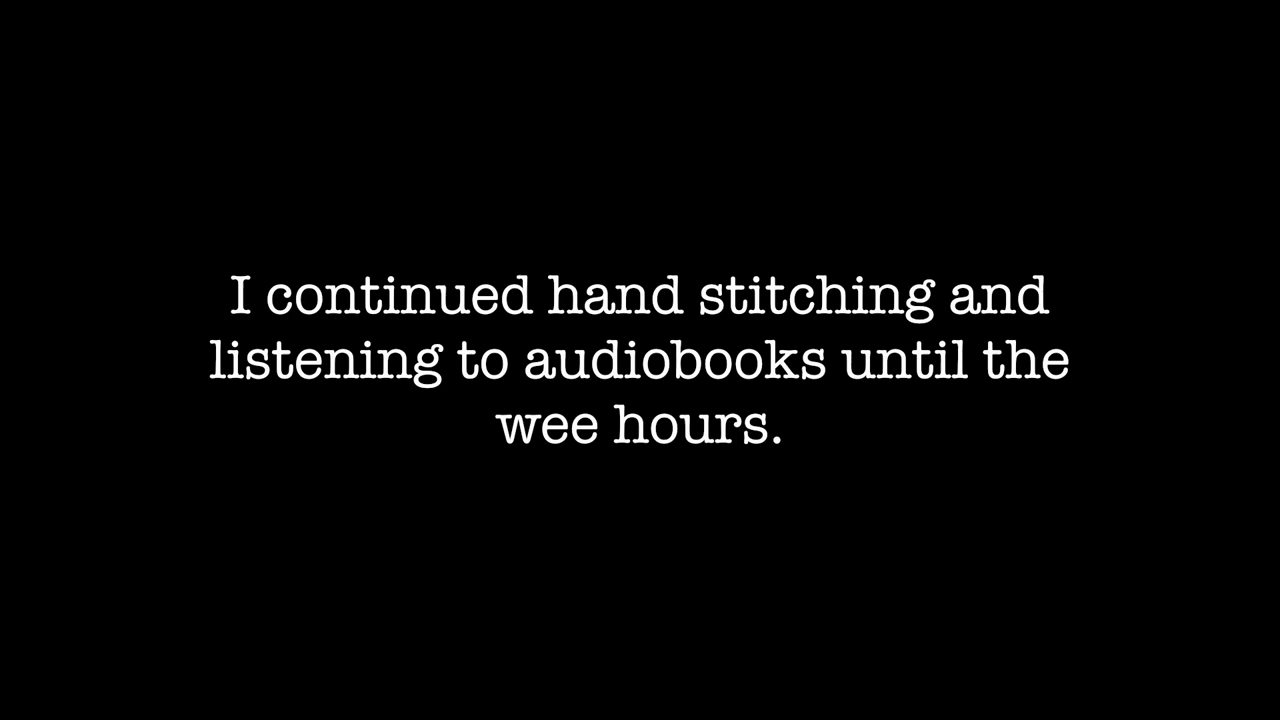 I continued hand stitching and
listening to audiobooks until the
wee hours.